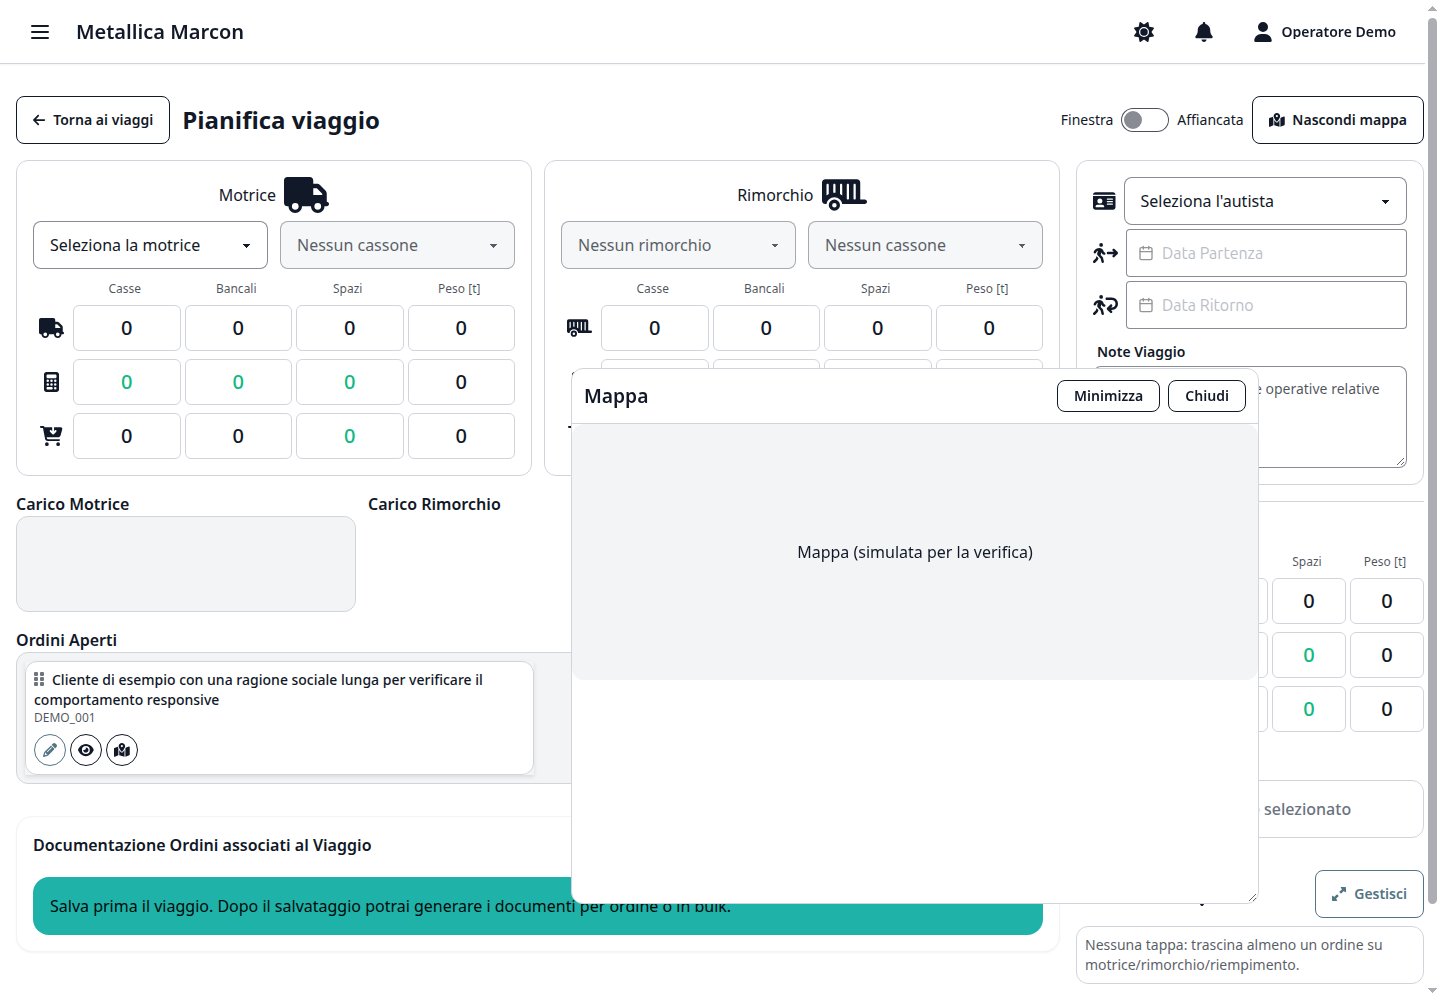 Metallica Marcon
Operatore Demo
Torna ai viaggi
Pianifica viaggio
Finestra
Affiancata
Nascondi mappa
Motrice
Seleziona la motrice
Nessun cassone
Casse
Bancali
Spazi
Peso [t]
0
0
0
0
0
0
0
0
0
0
0
0
Rimorchio
Nessun rimorchio
Nessun cassone
Casse
Bancali
Spazi
Peso [t]
0
0
0
0
Seleziona l'autista
Data Partenza
Data Ritorno
Note Viaggio
operative relative
Mappa
Minimizza
Chiudi
Mappa (simulata per la verifica)
Carico Motrice
Carico Rimorchio
Spazi
Peso [t]
0
0
0
0
0
0
Ordini Aperti
Cliente di esempio con una ragione sociale lunga per verificare il
comportamento responsive
DEMO_001
selezionato
Documentazione Ordini associati al Viaggio
Salva prima il viaggio. Dopo il salvataggio potrai generare i documenti per ordine o in bulk.
Gestisci
Nessuna tappa: trascina almeno un ordine su
motrice/rimorchio/riempimento.